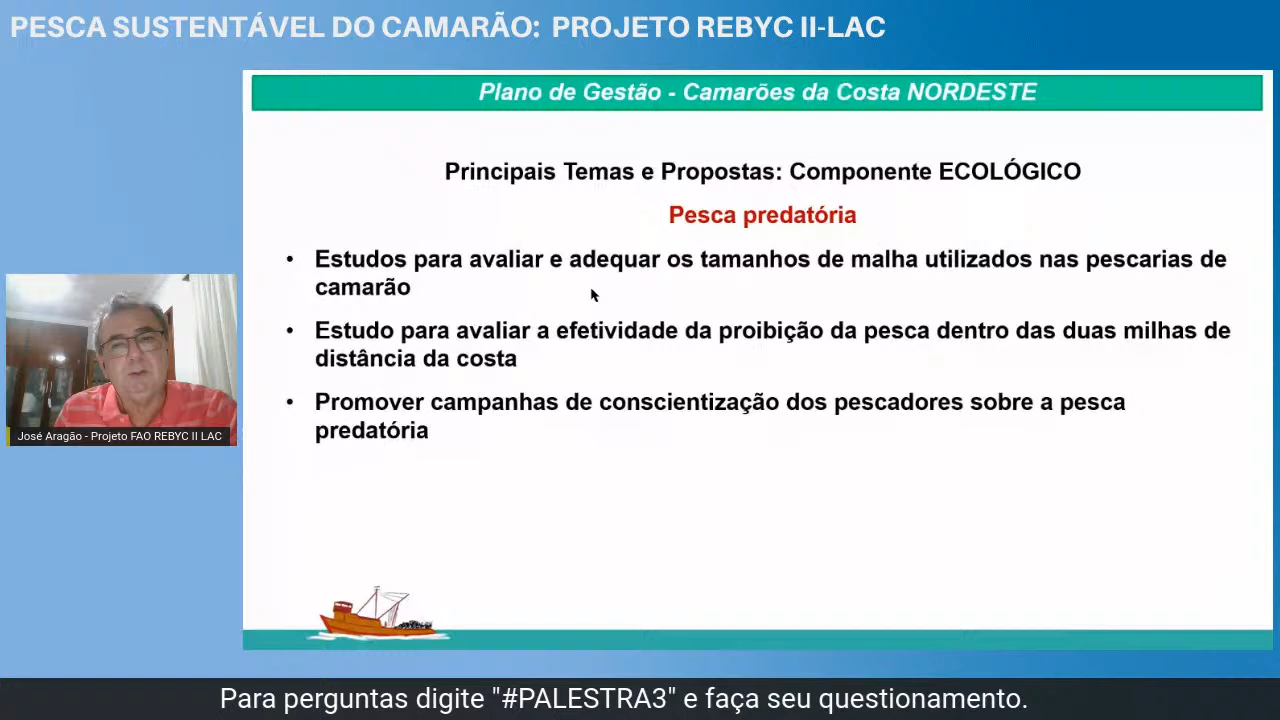 PESCA SUSTENTÁVEL DO CAMARÃO: PROJETO REBYC II-LAC
Plano de Gestão - Camarões da Costa NORDESTE
Principais Temas e Propostas: Componente ECOLÓGICO
Pesca predatória
• Estudos para avaliar e adequar os tamanhos de malha utilizados nas pescarias de
camarão
• Estudo para avaliar a efetividade da proibição da pesca dentro das duas milhas de
distância da costa
• Promover campanhas de conscientização dos pescadores sobre a pesca
predatória
José Aragão - Projeto FAO REBYC II LAC
Para perguntas digite "#PALESTRA3" e faça seu questionamento.